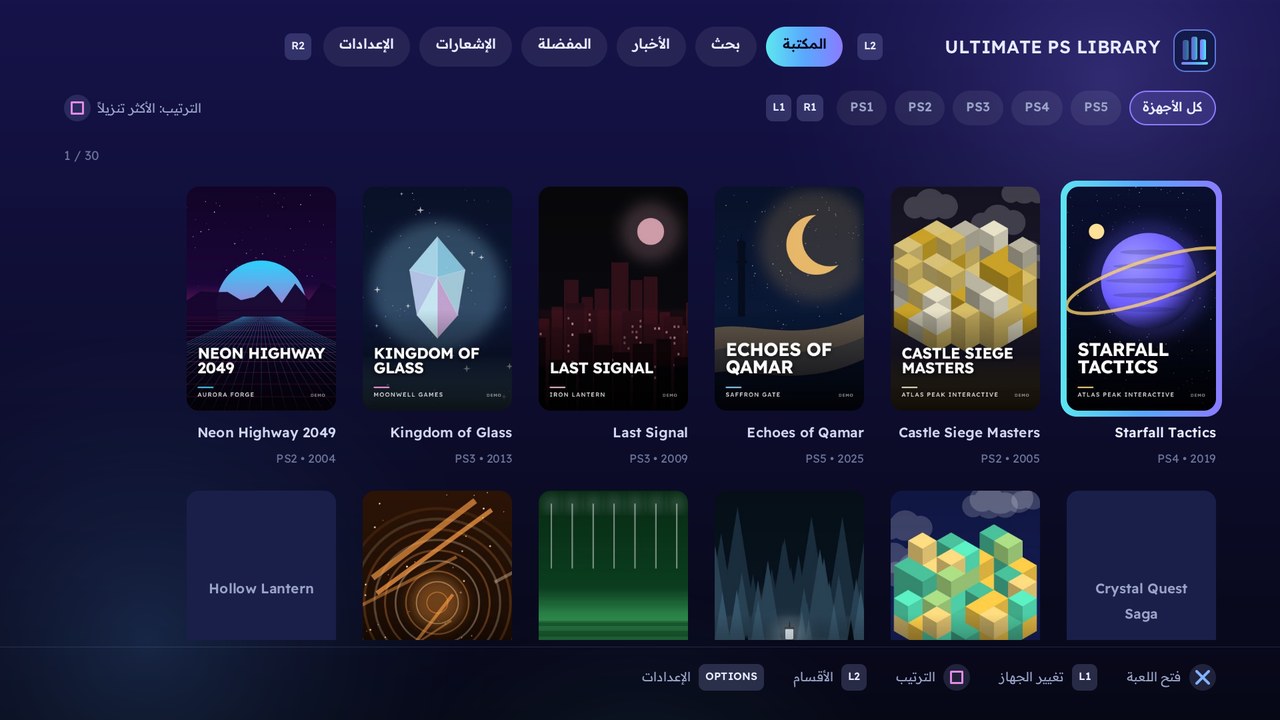 ULTIMATE PS LIBRARY
L2 المكتبة بحث الأخبار المفضلة الإشعارات الإعدادات R2
كل الأجهزة PS5 PS4 PS3 PS2 PS1 R1 L1
الترتيب: الأكثر تنزيلاً
1 / 30
STARFALL
TACTICS
ATLAS PEAK INTERACTIVE DEMO
Starfall Tactics
PS4 • 2019
CASTLE SIEGE
MASTERS
ATLAS PEAK INTERACTIVE DEMO
Castle Siege Masters
PS2 • 2005
ECHOES OF
QAMAR
SAFFRON GATE DEMO
Echoes of Qamar
PS5 • 2025
LAST SIGNAL
IRON LANTERN DEMO
Last Signal
PS3 • 2009
KINGDOM OF
GLASS
MOONWELL GAMES DEMO
Kingdom of Glass
PS3 • 2013
NEON HIGHWAY
2049
AURORA FORGE DEMO
Neon Highway 2049
PS2 • 2004
Crystal Quest
Saga
Hollow Lantern
فتح اللعبة L1 تغيير الجهاز الترتيب L2 الأقسام OPTIONS الإعدادات